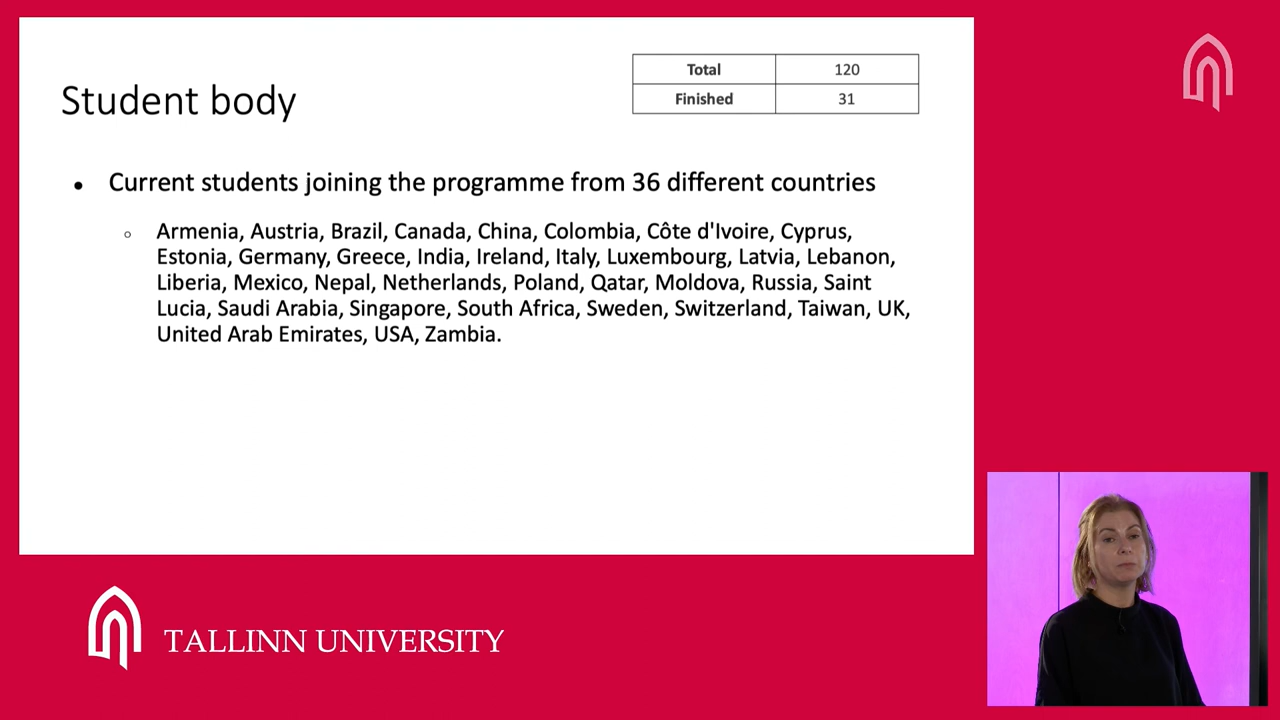 Student body
Total 120
Finished 31
● Current students joining the programme from 36 different countries
○ Armenia, Austria, Brazil, Canada, China, Colombia, Côte d'Ivoire, Cyprus,
Estonia, Germany, Greece, India, Ireland, Italy, Luxembourg, Latvia, Lebanon,
Liberia, Mexico, Nepal, Netherlands, Poland, Qatar, Moldova, Russia, Saint
Lucia, Saudi Arabia, Singapore, South Africa, Sweden, Switzerland, Taiwan, UK,
United Arab Emirates, USA, Zambia.
TALLINN UNIVERSITY